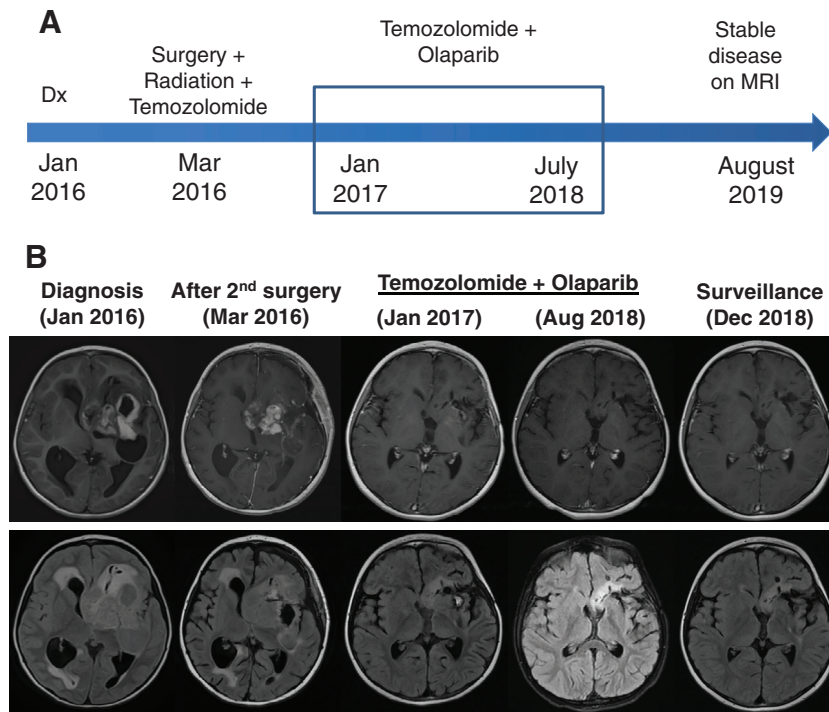 A
Dx
Surgery +
Radiation +
Temozolomide
Temozolomide +
Olaparib
Stable
disease
on MRI
Jan
2016
Mar
2016
Jan
2017
July
2018
August
2019
B
Diagnosis
(Jan 2016)
After 2nd surgery
(Mar 2016)
Temozolomide + Olaparib
(Jan 2017)
(Aug 2018)
Surveillance
(Dec 2018)